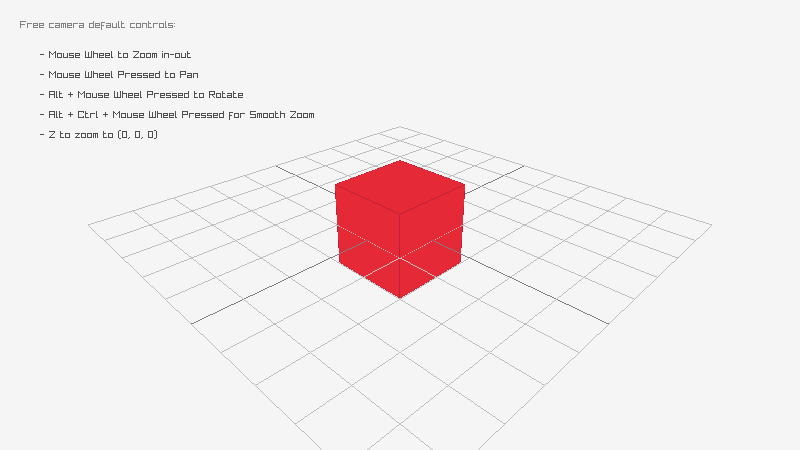 Free camera default controls:
- Mouse Wheel to Zoom in-out
- Mouse Wheel Pressed to Pan
- Alt + Mouse Wheel Pressed to Rotate
- Alt + Ctrl + Mouse Wheel Pressed for Smooth Zoom
- Z to zoom to (0, 0, 0)